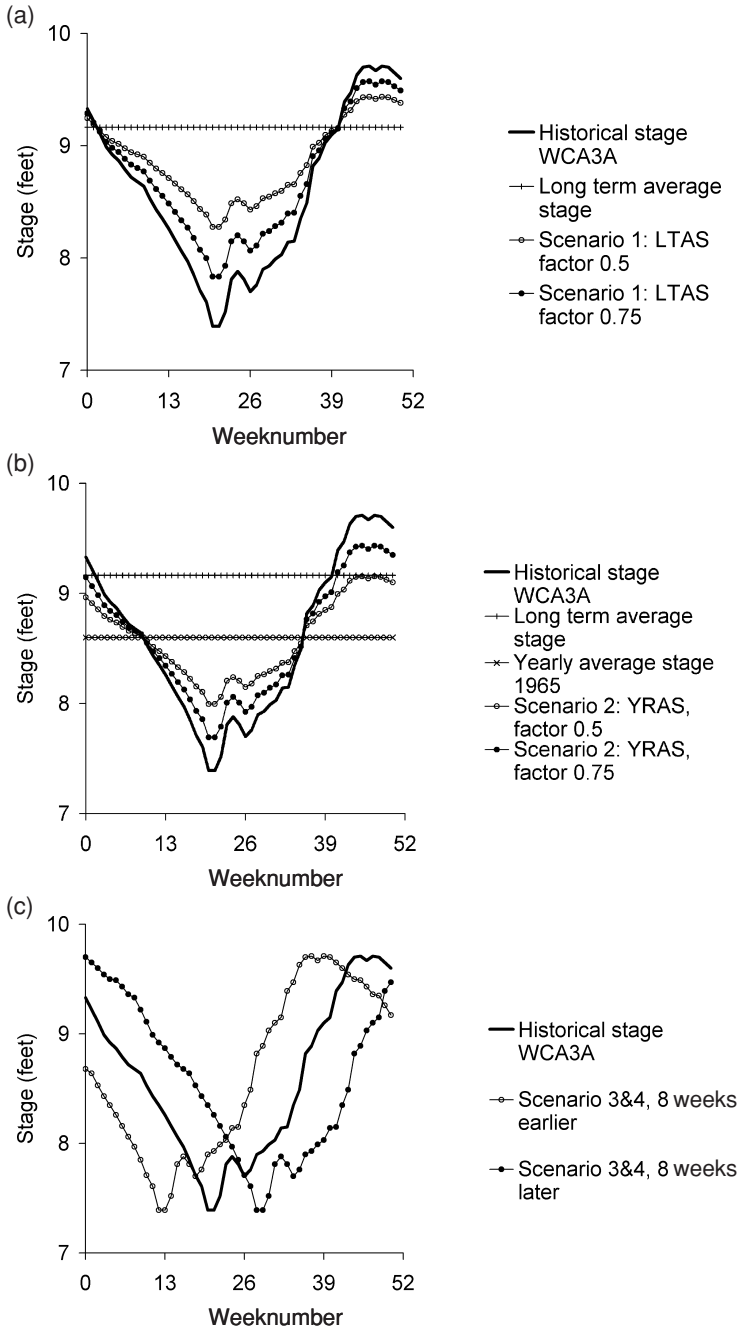 (a)
10
9
8
7
Stage (feet)
0 13 26 39 52
Weeknumber
Historical stage
WCA3A
Long term average
stage
Scenario 1: LTAS
factor 0.5
Scenario 1: LTAS
factor 0.75
(b)
10
9
8
7
Stage (feet)
0 13 26 39 52
Weeknumber
Historical stage
WCA3A
Long term average
stage
Yearly average stage
1965
Scenario 2: YRAS,
factor 0.5
Scenario 2: YRAS,
factor 0.75
(c)
10
9
8
7
Stage (feet)
0 13 26 39 52
Weeknumber
Historical stage
WCA3A
Scenario 3&4, 8 weeks
earlier
Scenario 3&4, 8 weeks
later